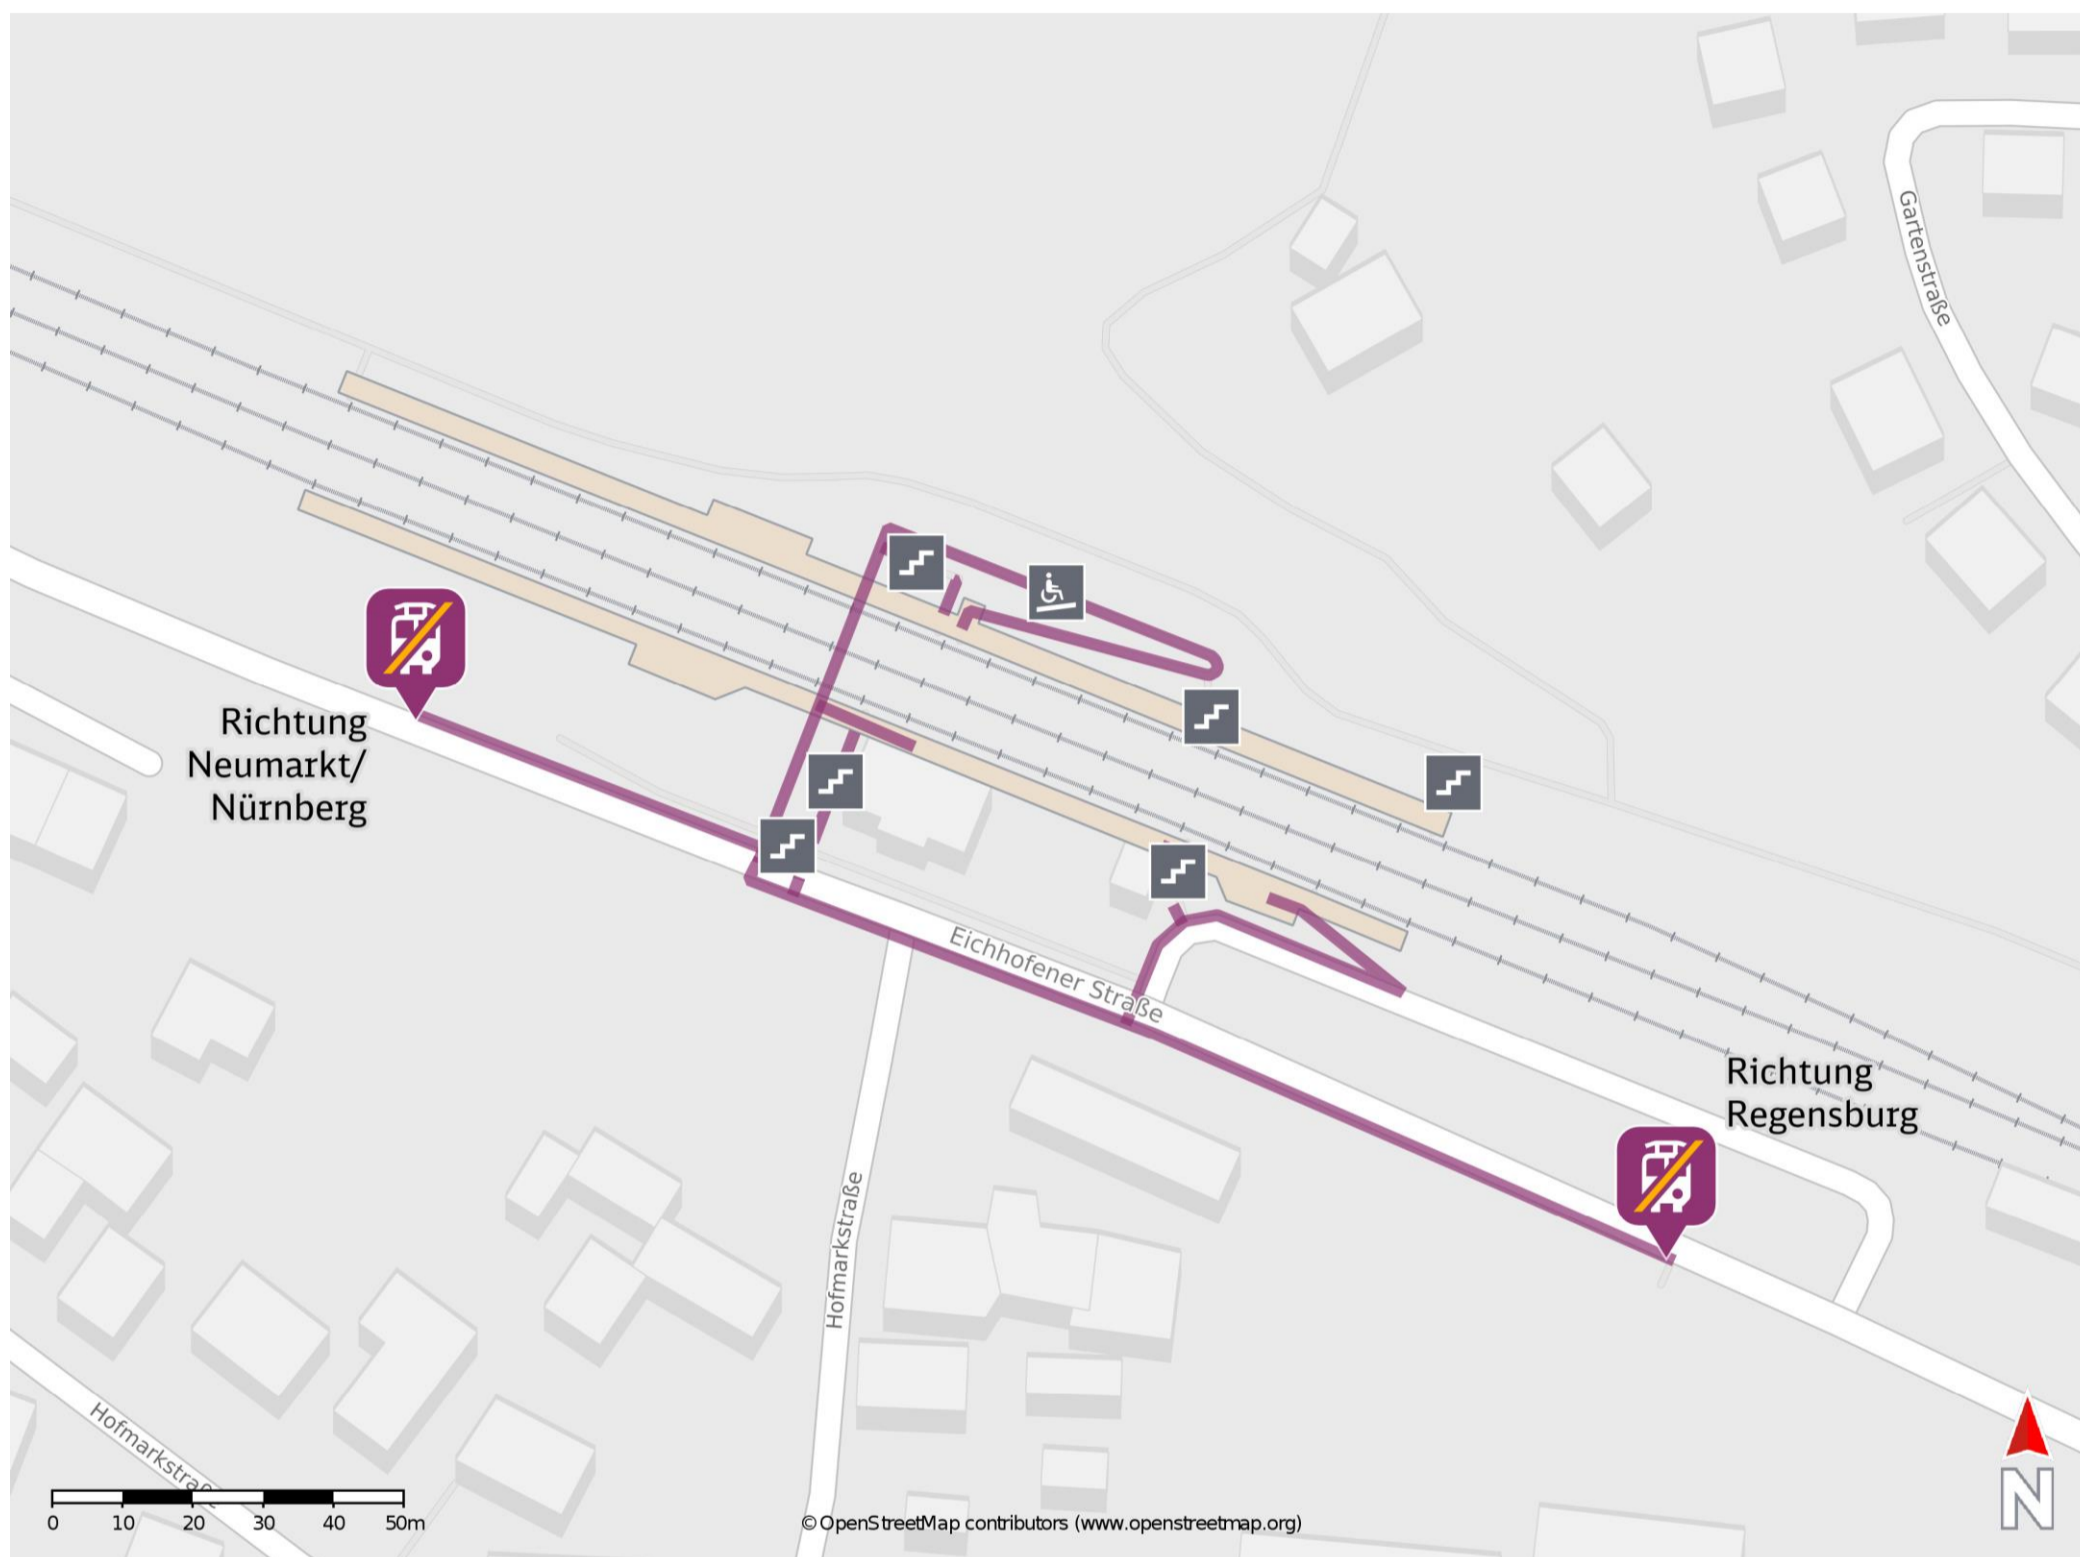 Gartenstraße
Richtung
Neumarkt/
Nürnberg
Eichhofener Straße
Richtung
Regensburg
Hofmarkstraße
Hofmarkstraße
N
0 10 20 30 40 50m
©OpenStreetMap contributors (www.openstreetmap.org)